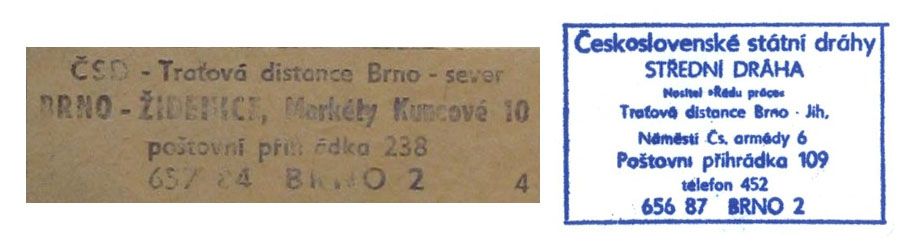 ČSD - Traťová distance Brno - sever
BRNO - ŽIDENICE, Markéty Kuncové 10
poštovní přihrádka 238
657 84 BRNO 2 4
Československé státní dráhy
STŘEDNÍ DRÁHA
Nositel »Řádu práce«
Traťová distance Brno - Jih,
Náměstí Čs. armády 6
Poštovní přihrádka 109
telefon 452
656 87 BRNO 2